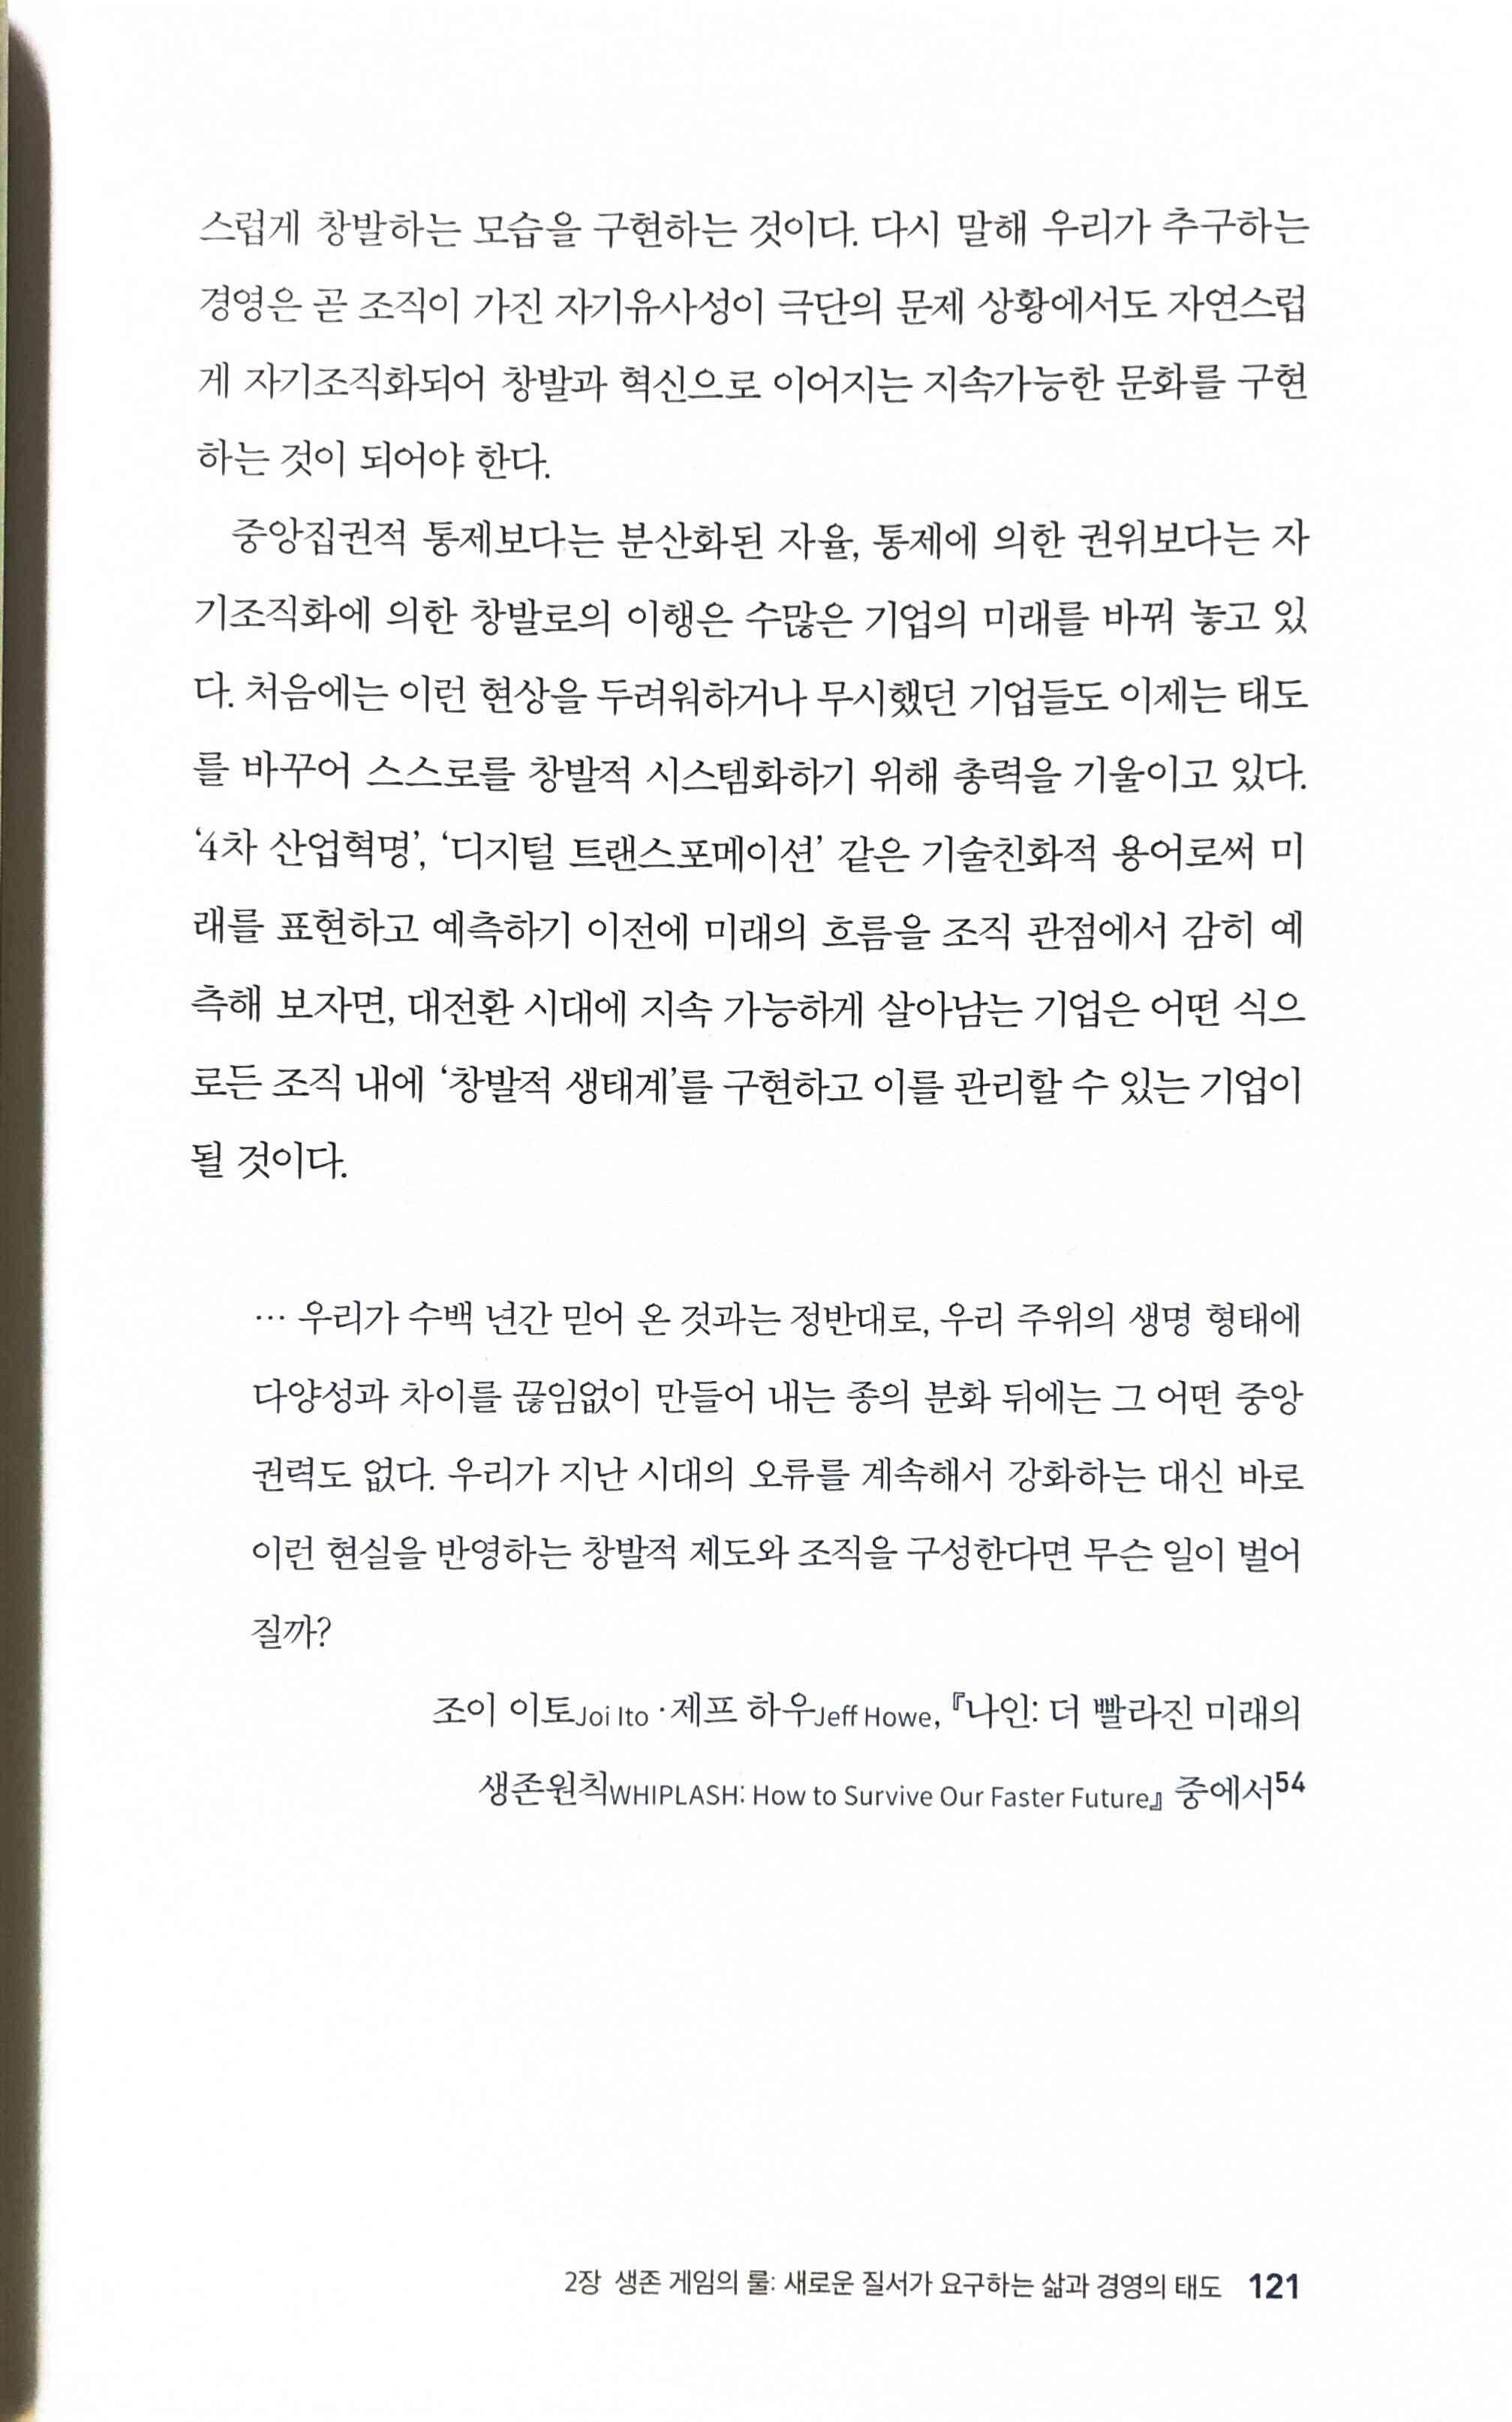 스럽게 창발하는 모습을 구현하는 것이다. 다시 말해 우리가 추구하는
경영은 곧 조직이 가진 자기유사성이 극단의 문제 상황에서도 자연스럽
게 자기조직화되어 창발과 혁신으로 이어지는 지속가능한 문화를 구현
하는 것이 되어야 한다.
중앙집권적 통제보다는 분산화된 자율, 통제에 의한 권위보다는 자
기조직화에 의한 창발로의 이행은 수많은 기업의 미래를 바꿔 놓고 있
다. 처음에는 이런 현상을 두려워하거나 무시했던 기업들도 이제는 태도
를 바꾸어 스스로를 창발적 시스템화하기 위해 총력을 기울이고 있다.
‘4차 산업혁명’, ‘디지털 트랜스포메이션’ 같은 기술친화적 용어로써 미
래를 표현하고 예측하기 이전에 미래의 흐름을 조직 관점에서 감히 예
측해 보자면, 대전환 시대에 지속 가능하게 살아남는 기업은 어떤 식으
로든 조직 내에 ‘창발적 생태계’를 구현하고 이를 관리할 수 있는 기업이
될 것이다.
… 우리가 수백 년간 믿어 온 것과는 정반대로, 우리 주위의 생명 형태에
다양성과 차이를 끊임없이 만들어 내는 종의 분화 뒤에는 그 어떤 중앙
권력도 없다. 우리가 지난 시대의 오류를 계속해서 강화하는 대신 바로
이런 현실을 반영하는 창발적 제도와 조직을 구성한다면 무슨 일이 벌어
질까?
조이 이토Joi Ito · 제프 하우Jeff Howe, 『나인: 더 빨라진 미래의
생존원칙WHIPLASH: How to Survive Our Faster Future』 중에서54
2장 생존 게임의 룰: 새로운 질서가 요구하는 삶과 경영의 태도 121